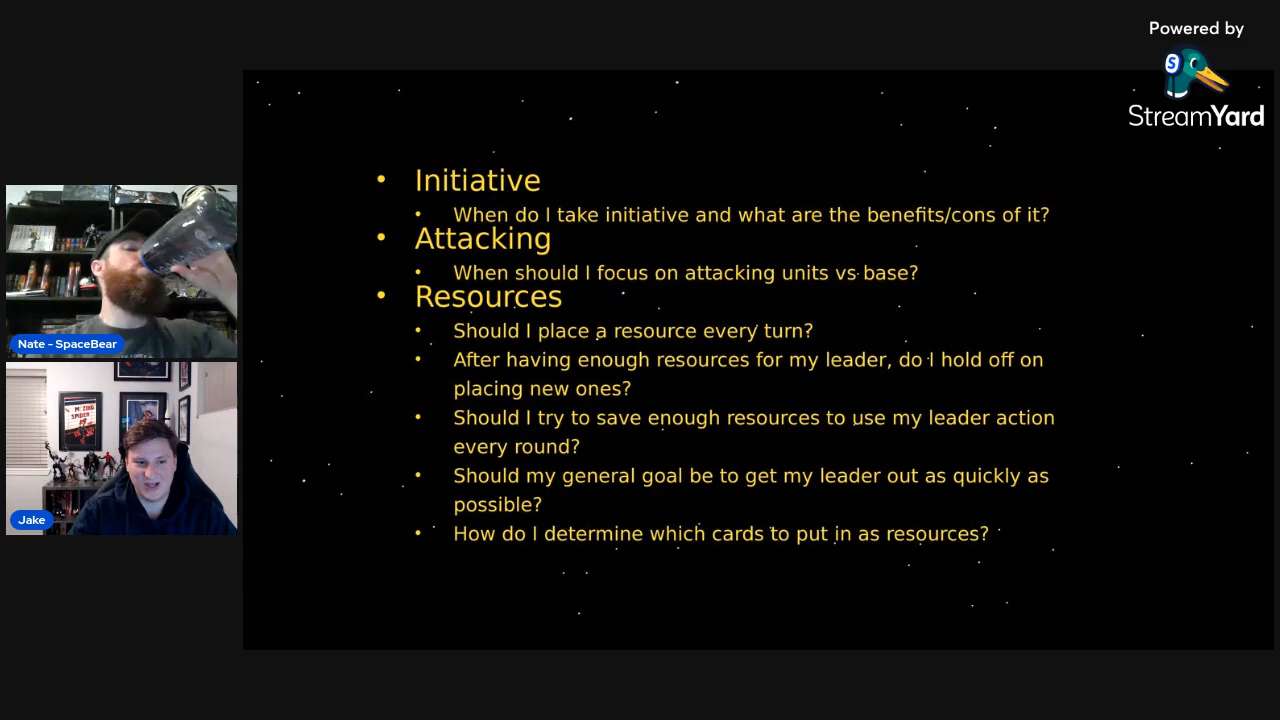 Powered by
StreamYard
• Initiative
• When do I take initiative and what are the benefits/cons of it?
• Attacking
• When should I focus on attacking units vs base?
• Resources
• Should I place a resource every turn?
• After having enough resources for my leader, do I hold off on
placing new ones?
• Should I try to save enough resources to use my leader action
every round?
• Should my general goal be to get my leader out as quickly as
possible?
• How do I determine which cards to put in as resources?
Nate - SpaceBear
Jake